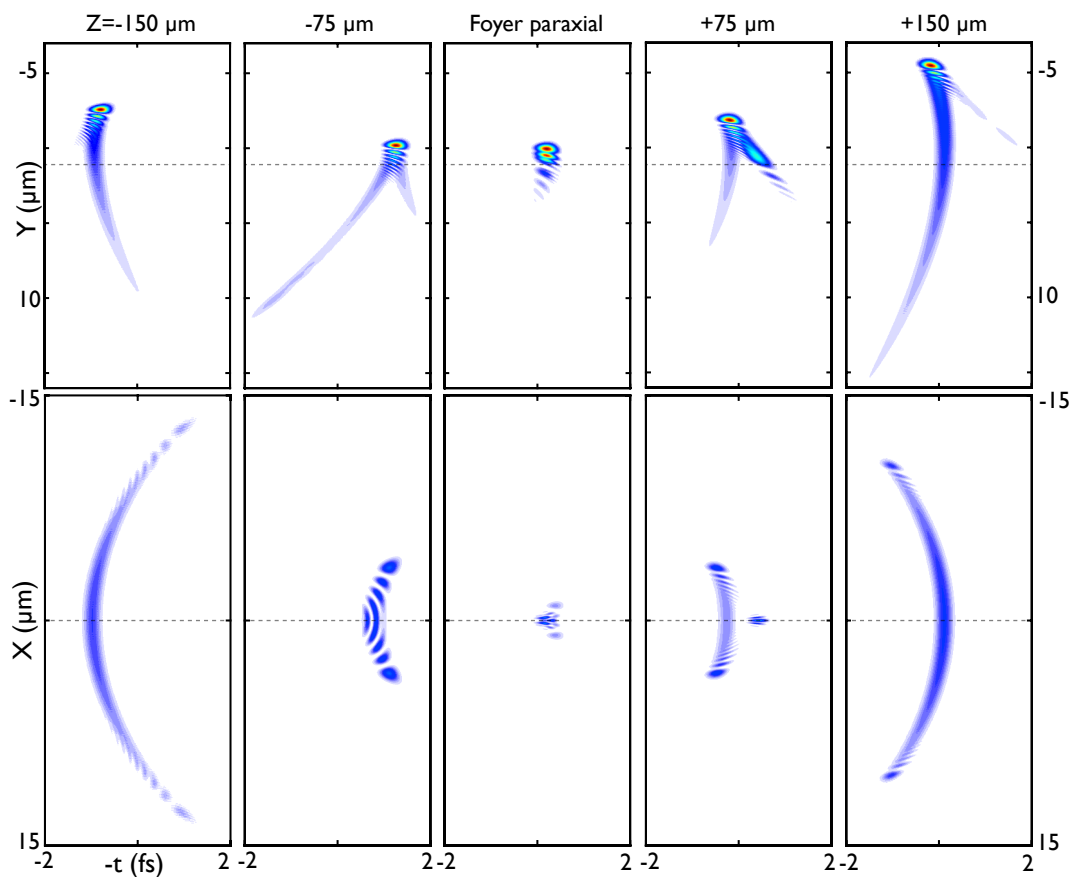 Z=-150 µm -75 µm Foyer paraxial +75 µm +150 µm
-5 -5
Y (µm)
10 10
-15 -15
X (µm)
15 15
-2 -t (fs) 2 -2 2 -2 2 -2 2 -2 2